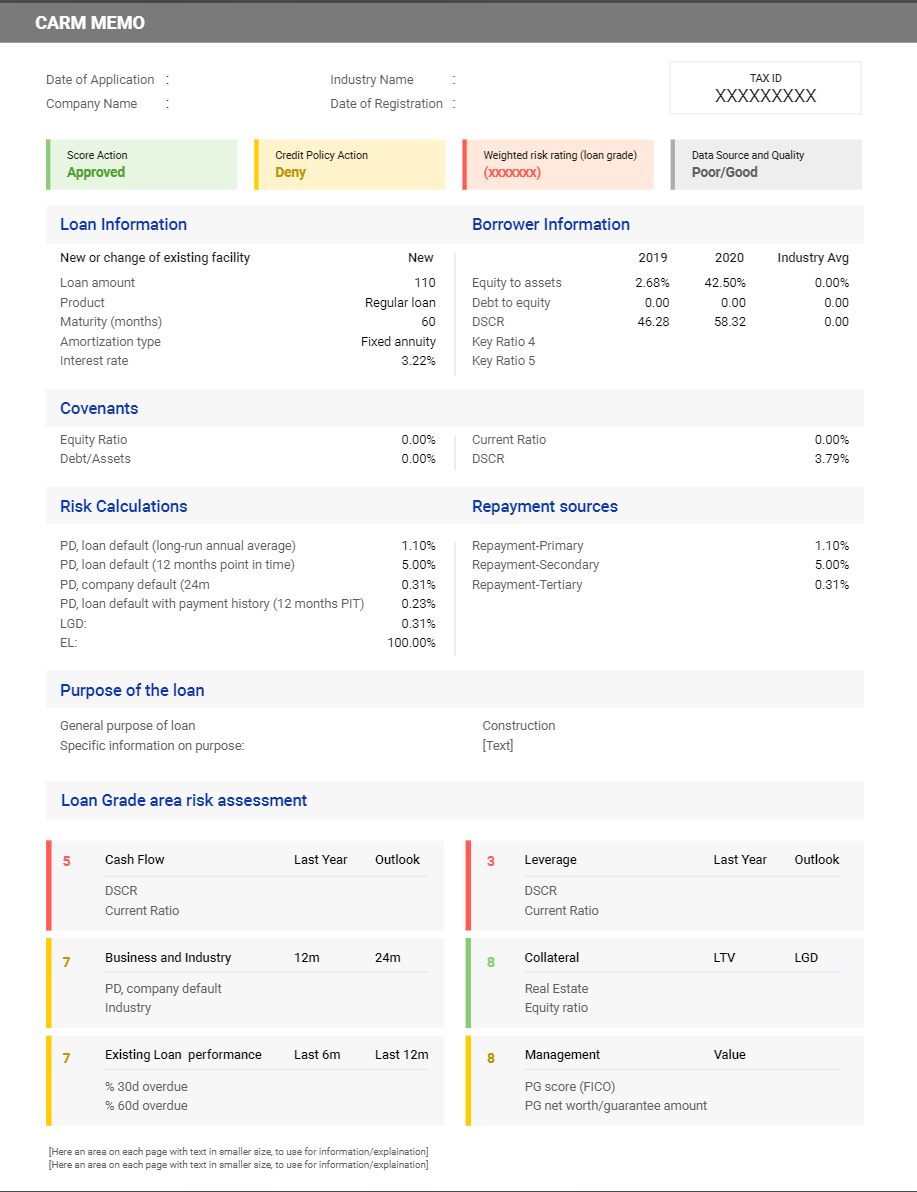 CARM MEMO
Date of Application : Industry Name :
Company Name : Date of Registration :
TAX ID
XXXXXXXXX
Score Action
Approved
Credit Policy Action
Deny
Weighted risk rating (loan grade)
(xxxxxxx)
Data Source and Quality
Poor/Good
Loan Information
New or change of existing facility New
Loan amount 110
Product Regular loan
Maturity (months) 60
Amortization type Fixed annuity
Interest rate 3.22%
Borrower Information
2019 2020 Industry Avg
Equity to assets 2.68% 42.50% 0.00%
Debt to equity 0.00 0.00 0.00
DSCR 46.28 58.32 0.00
Key Ratio 4
Key Ratio 5
Covenants
Equity Ratio 0.00% Current Ratio 0.00%
Debt/Assets 0.00% DSCR 3.79%
Risk Calculations
PD, loan default (long-run annual average) 1.10%
PD, loan default (12 months point in time) 5.00%
PD, company default (24m 0.31%
PD, loan default with payment history (12 months PIT) 0.23%
LGD: 0.31%
EL: 100.00%
Repayment sources
Repayment-Primary 1.10%
Repayment-Secondary 5.00%
Repayment-Tertiary 0.31%
Purpose of the loan
General purpose of loan Construction
Specific information on purpose: [Text]
Loan Grade area risk assessment
5 Cash Flow Last Year Outlook
DSCR
Current Ratio
3 Leverage Last Year Outlook
DSCR
Current Ratio
7 Business and Industry 12m 24m
PD, company default
Industry
8 Collateral LTV LGD
Real Estate
Equity ratio
7 Existing Loan performance Last 6m Last 12m
% 30d overdue
% 60d overdue
8 Management Value
PG score (FICO)
PG net worth/guarantee amount
[Here an area on each page with text in smaller size, to use for information/explaination]
[Here an area on each page with text in smaller size, to use for information/explaination]